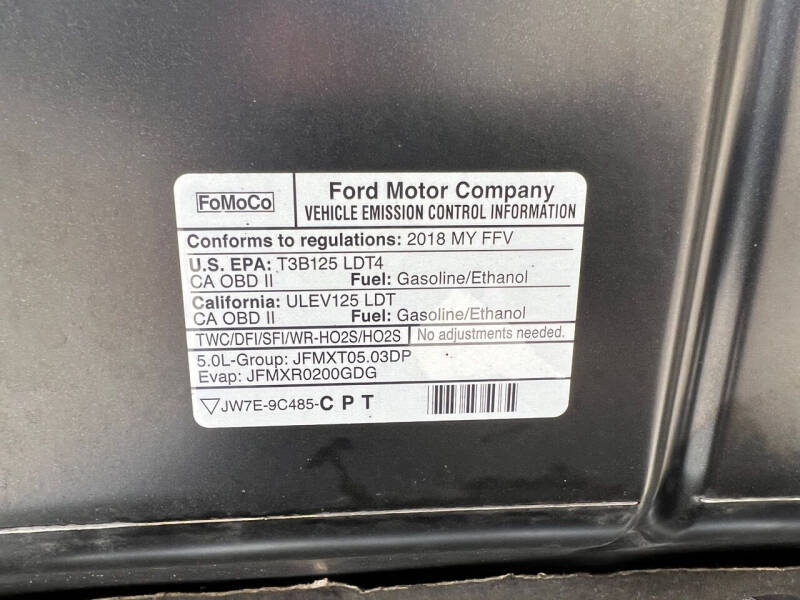 FoMoCo
Ford Motor Company
VEHICLE EMISSION CONTROL INFORMATION
Conforms to regulations: 2018 MY FFV
U.S. EPA: T3B125 LDT4
CA OBD II Fuel: Gasoline/Ethanol
California: ULEV125 LDT
CA OBD II Fuel: Gasoline/Ethanol
TWC/DFI/SFI/WR-HO2S/HO2S No adjustments needed.
5.0L-Group: JFMXT05.03DP
Evap: JFMXR0200GDG
JW7E-9C485-C P T